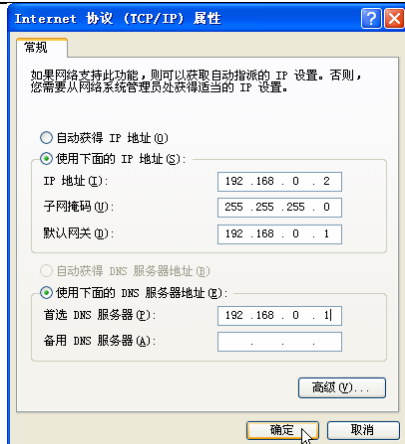 Internet 协议 (TCP/IP) 属性
常规
如果网络支持此功能，则可以获取自动指派的 IP 设置。否则，
您需要从网络系统管理员处获得适当的 IP 设置。
自动获得 IP 地址(O)
使用下面的 IP 地址(S):
IP 地址(I): 192 .168 . 0 . 2
子网掩码(U): 255 .255 .255 . 0
默认网关(D): 192 .168 . 0 . 1
自动获得 DNS 服务器地址(B)
使用下面的 DNS 服务器地址(E):
首选 DNS 服务器(P): 192 .168 . 0 . 1
备用 DNS 服务器(A): . . .
高级(V)...
确定 取消